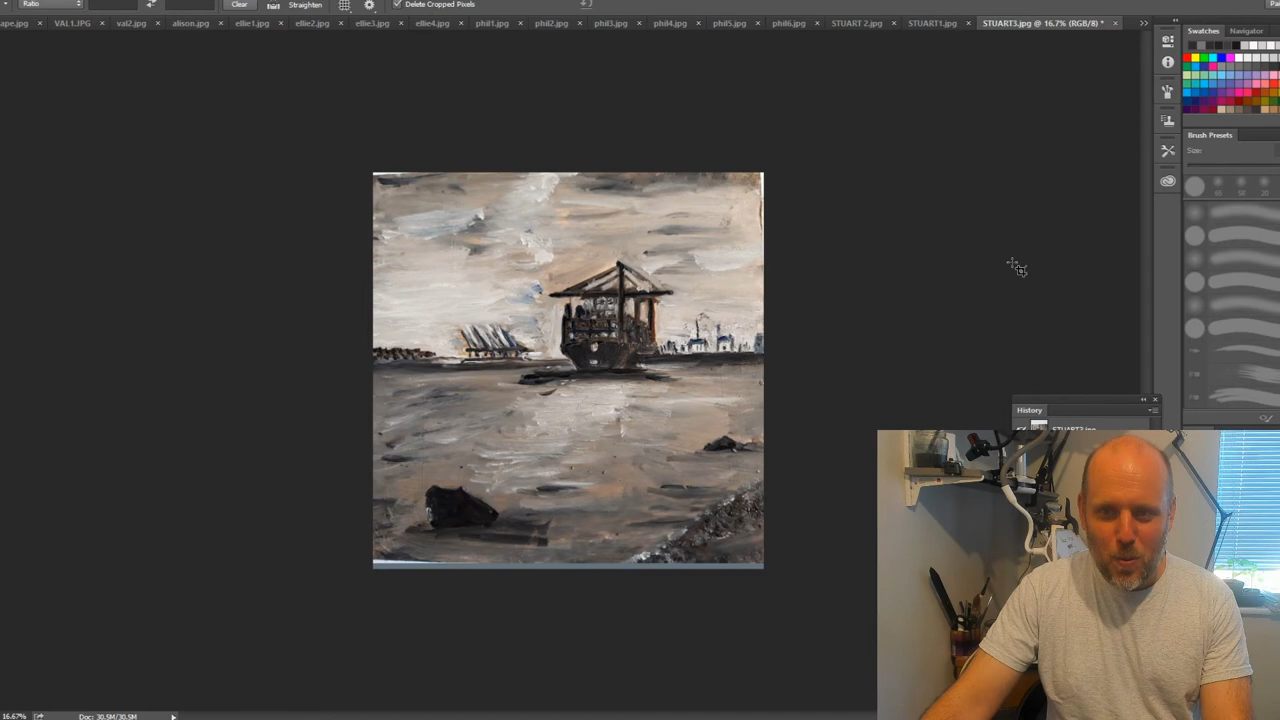 Ratio Clear Straighten Delete Cropped Pixels
ape.jpg VAL1.JPG val2.jpg alison.jpg ellie1.jpg ellie2.jpg ellie3.jpg ellie4.jpg phil1.jpg phil2.jpg phil3.jpg phil4.jpg phil5.jpg phil6.jpg STUART 2.jpg STUART1.jpg STUART3.jpg @ 16.7% (RGB/8) *
Swatches Navigator
Brush Presets
Size:
History
STUART3.jpg
16.67% Doc: 30.5M/30.5M